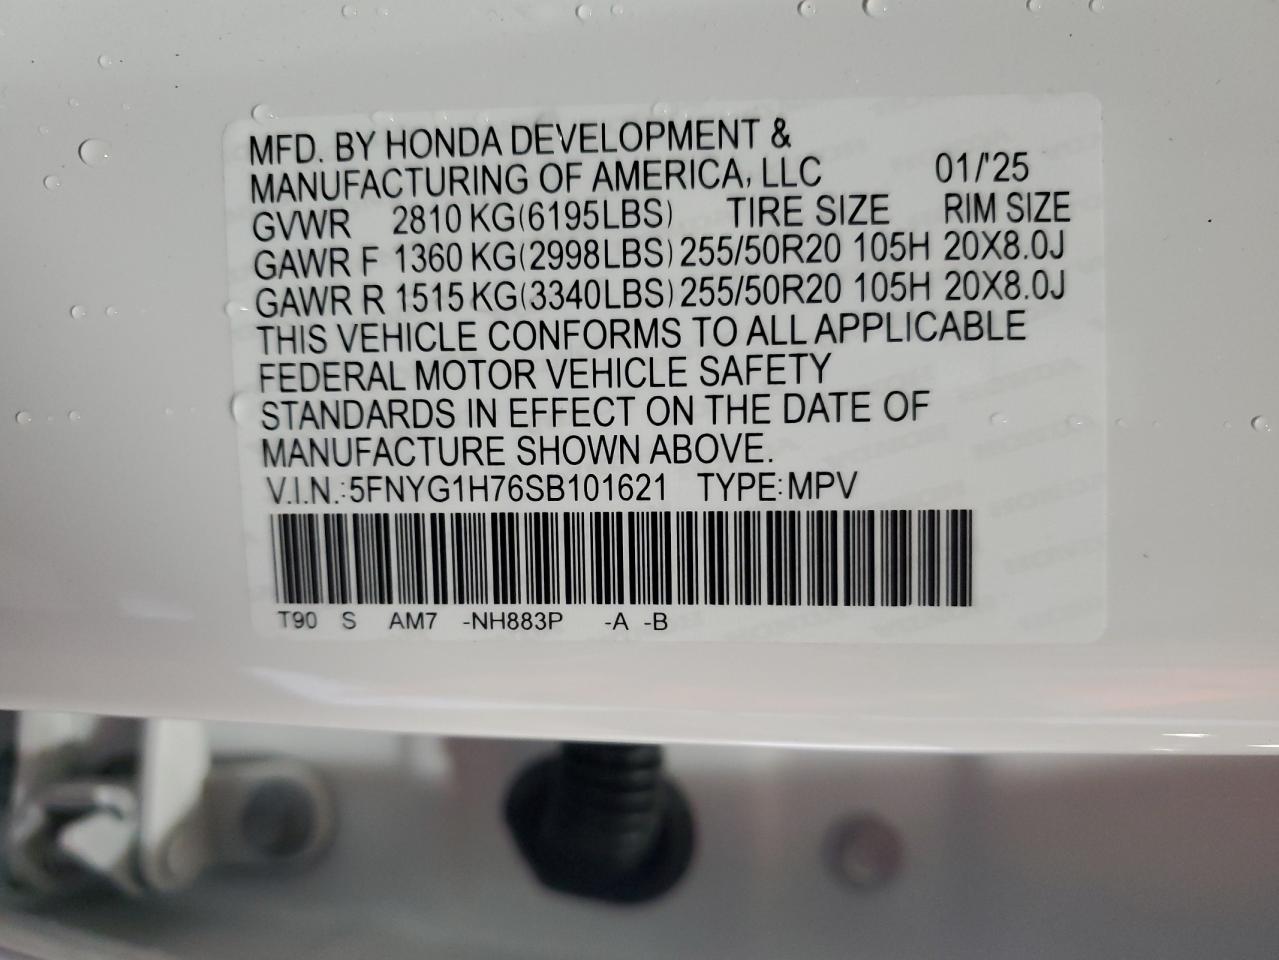 MFD. BY HONDA DEVELOPMENT &
MANUFACTURING OF AMERICA, LLC 01/'25
GVWR 2810 KG(6195LBS) TIRE SIZE RIM SIZE
GAWR F 1360 KG(2998LBS) 255/50R20 105H 20X8.0J
GAWR R 1515 KG(3340LBS) 255/50R20 105H 20X8.0J
THIS VEHICLE CONFORMS TO ALL APPLICABLE
FEDERAL MOTOR VEHICLE SAFETY
STANDARDS IN EFFECT ON THE DATE OF
MANUFACTURE SHOWN ABOVE.
V.I.N.:5FNYG1H76SB101621 TYPE:MPV
T90 S AM7 -NH883P -A -B